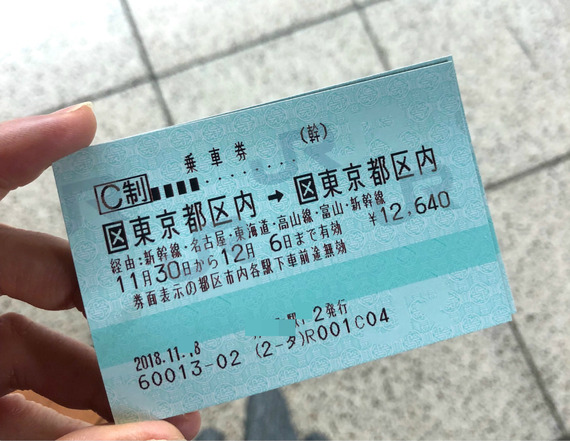 乗車券 (幹)
C制
区東京都区内 → 区東京都区内
経由:新幹線・名古屋・東海道・高山線・富山・新幹線
11月30日から12月 6日まで有効 ¥12,640
券面表示の都区市内各駅下車前途無効
2018.11. 8 2発行
60013-02 (2-タ)R001C04